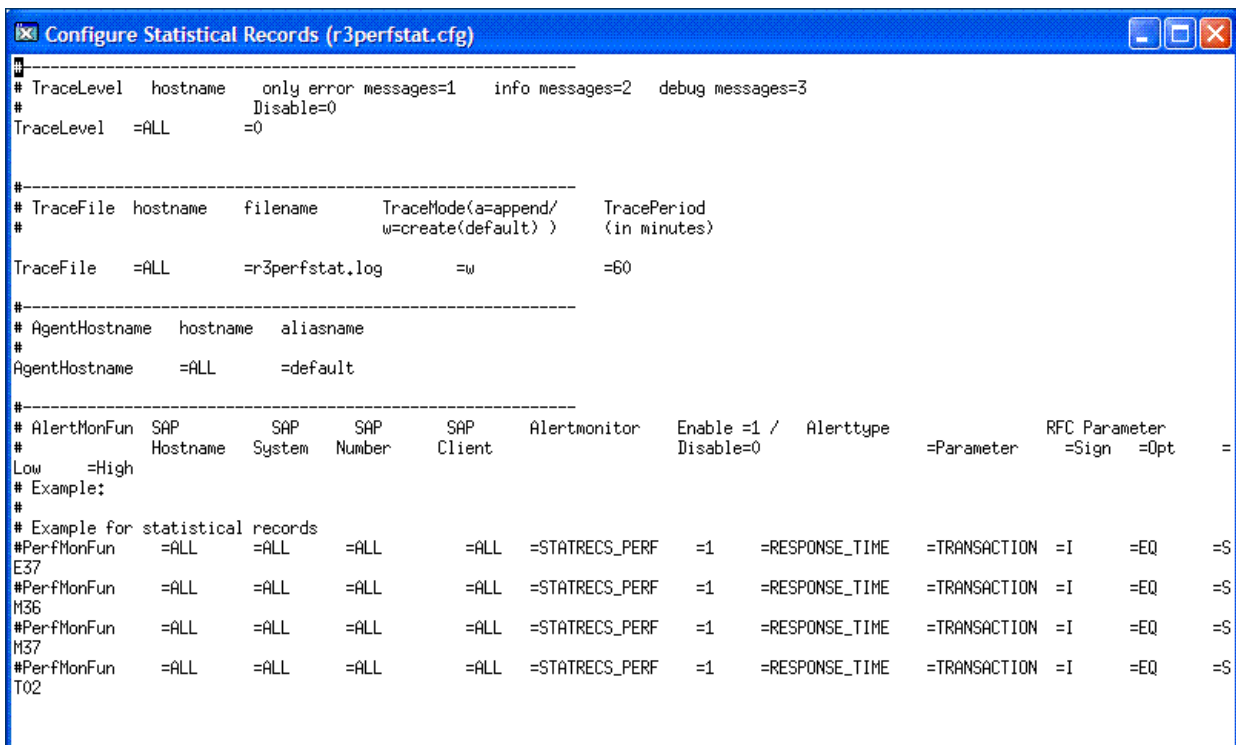 Configure Statistical Records (r3perfstat.cfg)
#------------------------------------------------------------
# TraceLevel hostname only error messages=1 info messages=2 debug messages=3
# Disable=0
TraceLevel =ALL =0
#------------------------------------------------------------
# TraceFile hostname filename TraceMode(a=append/ TracePeriod
# w=create(default) ) (in minutes)
TraceFile =ALL =r3perfstat.log =w =60
#------------------------------------------------------------
# AgentHostname hostname aliasname
#
AgentHostname =ALL =default
#------------------------------------------------------------
# AlertMonFun SAP SAP SAP SAP Alertmonitor Enable =1 / Alerttype RFC Parameter
# Hostname System Number Client Disable=0 =Parameter =Sign =Opt =
Low =High
# Example:
#
# Example for statistical records
#PerfMonFun =ALL =ALL =ALL =ALL =STATRECS_PERF =1 =RESPONSE_TIME =TRANSACTION =I =EQ =S
E37
#PerfMonFun =ALL =ALL =ALL =ALL =STATRECS_PERF =1 =RESPONSE_TIME =TRANSACTION =I =EQ =S
M36
#PerfMonFun =ALL =ALL =ALL =ALL =STATRECS_PERF =1 =RESPONSE_TIME =TRANSACTION =I =EQ =S
M37
#PerfMonFun =ALL =ALL =ALL =ALL =STATRECS_PERF =1 =RESPONSE_TIME =TRANSACTION =I =EQ =S
T02